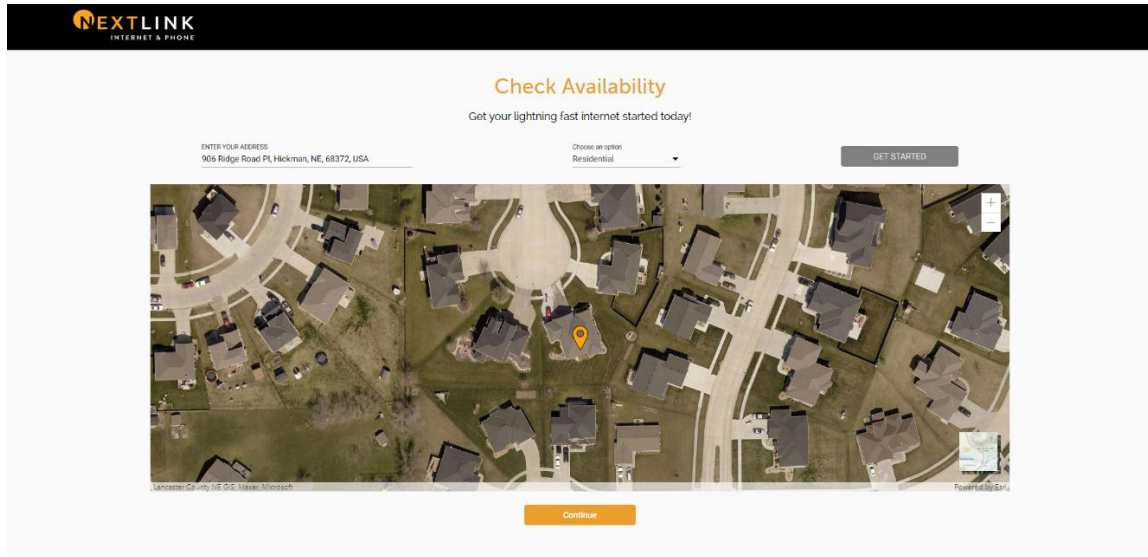 NEXTLINK
INTERNET & PHONE
Check Availability
Get your lightning fast internet started today!
ENTER YOUR ADDRESS
906 Ridge Road Pl, Hickman, NE, 68372, USA
Choose an option
Residential
GET STARTED
+
−
Lancaster County NE GIS, Maxar, Microsoft
Powered by Esri
Continue